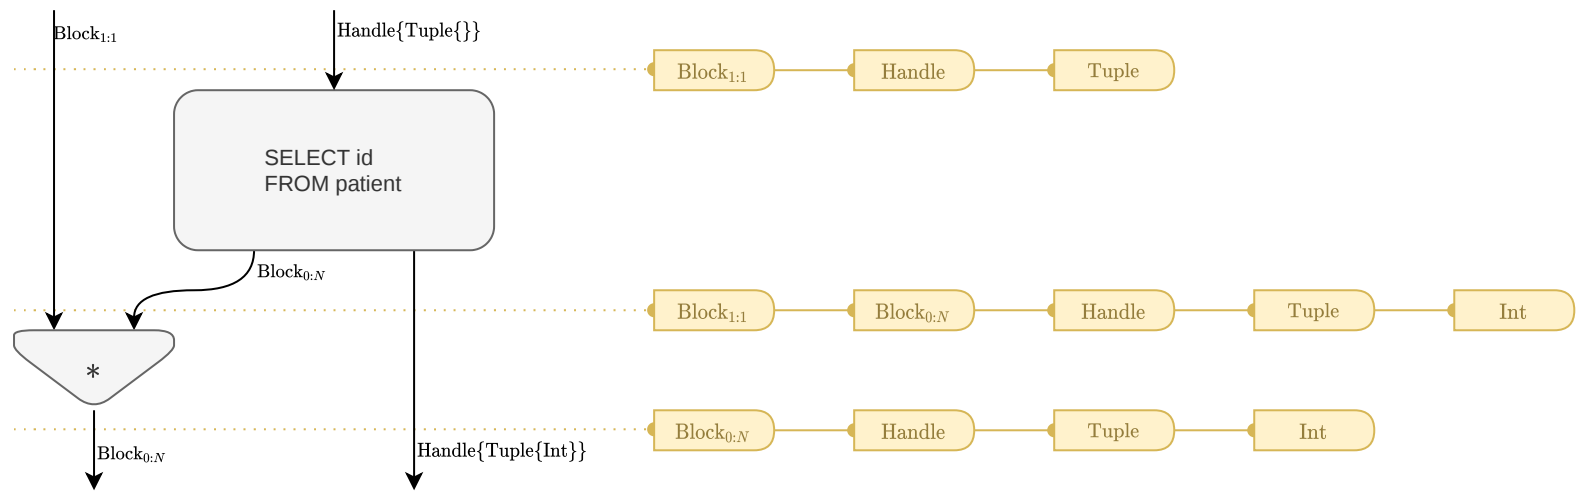 Block₁:₁
Handle{Tuple{}}
Block₁:₁ Handle Tuple
SELECT id
FROM patient
Block₀:N
Block₁:₁ Block₀:N Handle Tuple Int
*
Block₀:N Handle Tuple Int
Block₀:N
Handle{Tuple{Int}}